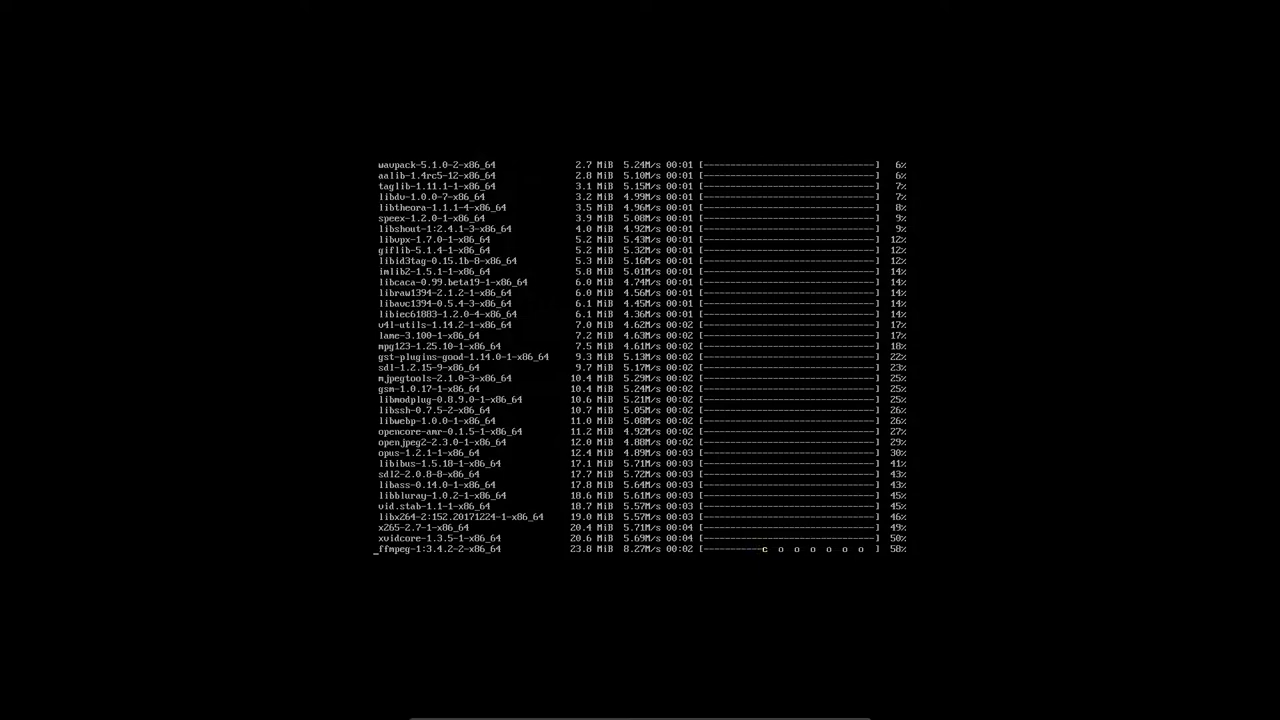 wavpack-5.1.0-2-x86_64 2.7 MiB 5.24M/s 00:01 [----------------------------------] 6%
aalib-1.4rc5-12-x86_64 2.8 MiB 5.10M/s 00:01 [----------------------------------] 6%
taglib-1.11.1-1-x86_64 3.1 MiB 5.15M/s 00:01 [----------------------------------] 7%
libdv-1.0.0-7-x86_64 3.2 MiB 4.99M/s 00:01 [----------------------------------] 7%
libtheora-1.1.1-4-x86_64 3.5 MiB 4.96M/s 00:01 [----------------------------------] 8%
speex-1.2.0-1-x86_64 3.9 MiB 5.08M/s 00:01 [----------------------------------] 9%
libshout-1:2.4.1-3-x86_64 4.0 MiB 4.92M/s 00:01 [----------------------------------] 9%
libvpx-1.7.0-1-x86_64 5.2 MiB 5.43M/s 00:01 [----------------------------------] 12%
giflib-5.1.4-1-x86_64 5.2 MiB 5.32M/s 00:01 [----------------------------------] 12%
libid3tag-0.15.1b-8-x86_64 5.3 MiB 5.16M/s 00:01 [----------------------------------] 12%
imlib2-1.5.1-1-x86_64 5.8 MiB 5.01M/s 00:01 [----------------------------------] 14%
libcaca-0.99.beta19-1-x86_64 6.0 MiB 4.74M/s 00:01 [----------------------------------] 14%
libraw1394-2.1.2-1-x86_64 6.0 MiB 4.56M/s 00:01 [----------------------------------] 14%
libavc1394-0.5.4-3-x86_64 6.1 MiB 4.45M/s 00:01 [----------------------------------] 14%
libiec61883-1.2.0-4-x86_64 6.1 MiB 4.36M/s 00:01 [----------------------------------] 14%
v4l-utils-1.14.2-1-x86_64 7.0 MiB 4.62M/s 00:02 [----------------------------------] 17%
lame-3.100-1-x86_64 7.2 MiB 4.63M/s 00:02 [----------------------------------] 17%
mpg123-1.25.10-1-x86_64 7.5 MiB 4.61M/s 00:02 [----------------------------------] 18%
gst-plugins-good-1.14.0-1-x86_64 9.3 MiB 5.13M/s 00:02 [----------------------------------] 22%
sdl-1.2.15-9-x86_64 9.7 MiB 5.17M/s 00:02 [----------------------------------] 23%
mjpegtools-2.1.0-3-x86_64 10.4 MiB 5.29M/s 00:02 [----------------------------------] 25%
gsm-1.0.17-1-x86_64 10.4 MiB 5.24M/s 00:02 [----------------------------------] 25%
libmodplug-0.8.9.0-1-x86_64 10.6 MiB 5.21M/s 00:02 [----------------------------------] 25%
libssh-0.7.5-2-x86_64 10.7 MiB 5.05M/s 00:02 [----------------------------------] 26%
libwebp-1.0.0-1-x86_64 11.0 MiB 5.08M/s 00:02 [----------------------------------] 26%
opencore-amr-0.1.5-1-x86_64 11.2 MiB 4.92M/s 00:02 [----------------------------------] 27%
openjpeg2-2.3.0-1-x86_64 12.0 MiB 4.88M/s 00:02 [----------------------------------] 29%
opus-1.2.1-1-x86_64 12.4 MiB 4.89M/s 00:03 [----------------------------------] 30%
libibus-1.5.18-1-x86_64 17.1 MiB 5.71M/s 00:03 [----------------------------------] 41%
sdl2-2.0.8-8-x86_64 17.7 MiB 5.72M/s 00:03 [----------------------------------] 43%
libass-0.14.0-1-x86_64 17.8 MiB 5.64M/s 00:03 [----------------------------------] 43%
libbluray-1.0.2-1-x86_64 18.6 MiB 5.61M/s 00:03 [----------------------------------] 45%
vid.stab-1.1-1-x86_64 18.7 MiB 5.57M/s 00:03 [----------------------------------] 45%
libx264-2:152.20171224-1-x86_64 19.0 MiB 5.57M/s 00:03 [----------------------------------] 46%
x265-2.7-1-x86_64 20.4 MiB 5.71M/s 00:04 [----------------------------------] 49%
xvidcore-1.3.5-1-x86_64 20.6 MiB 5.69M/s 00:04 [----------------------------------] 50%
_ffmpeg-1:3.4.2-2-x86_64 23.8 MiB 8.27M/s 00:02 [-----------c  o  o  o  o  o  o  ] 58%